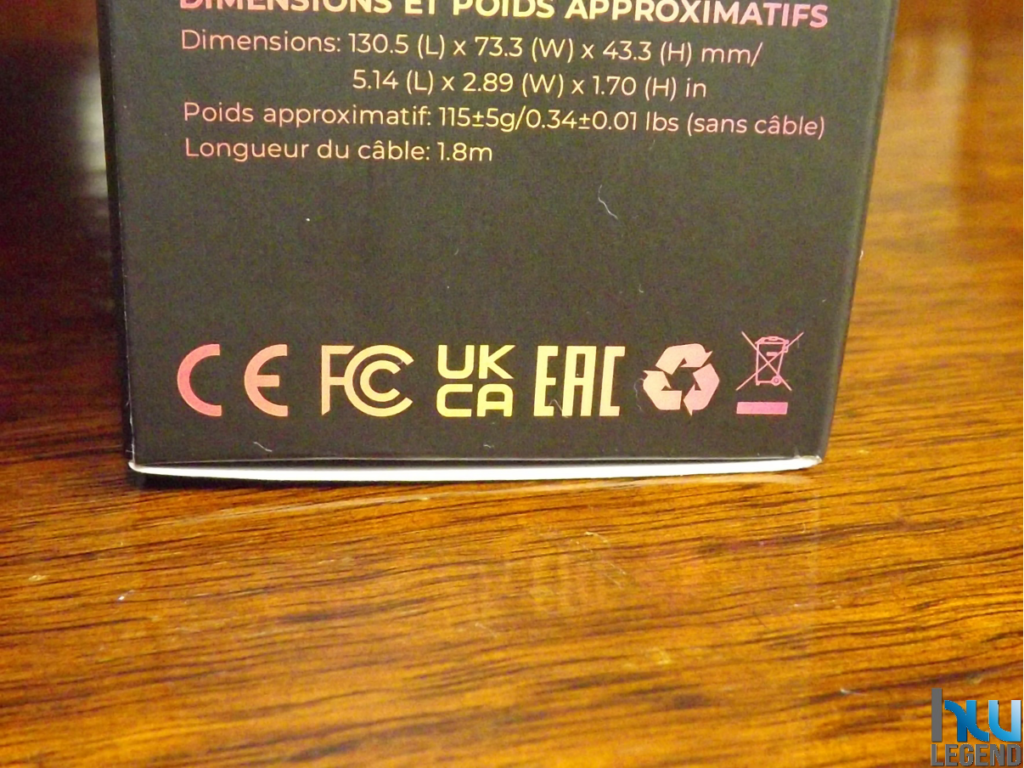 DIMENSIONS ET POIDS APPROXIMATIFS
Dimensions: 130.5 (L) x 73.3 (W) x 43.3 (H) mm/
5.14 (L) x 2.89 (W) x 1.70 (H) in
Poids approximatif: 115±5g/0.34±0.01 lbs (sans câble)
Longueur du câble: 1.8m
CE FC UK CA EAC
hw
LEGEND